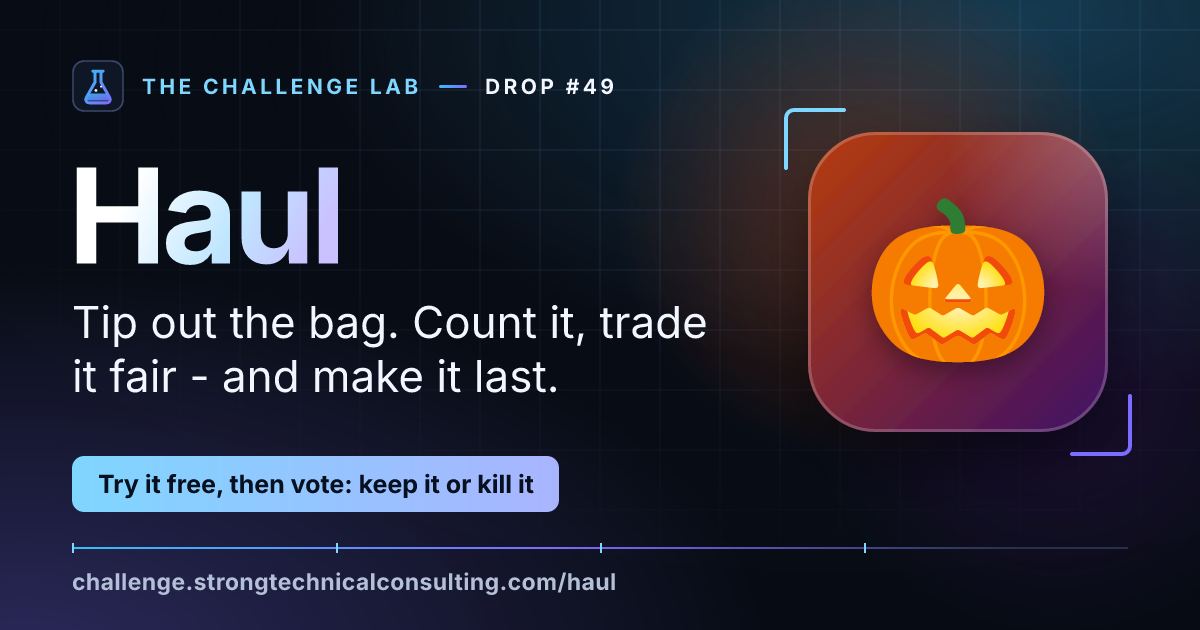 THE CHALLENGE LAB — DROP #49
Haul
Tip out the bag. Count it, trade
it fair - and make it last.
Try it free, then vote: keep it or kill it
challenge.strongtechnicalconsulting.com/haul